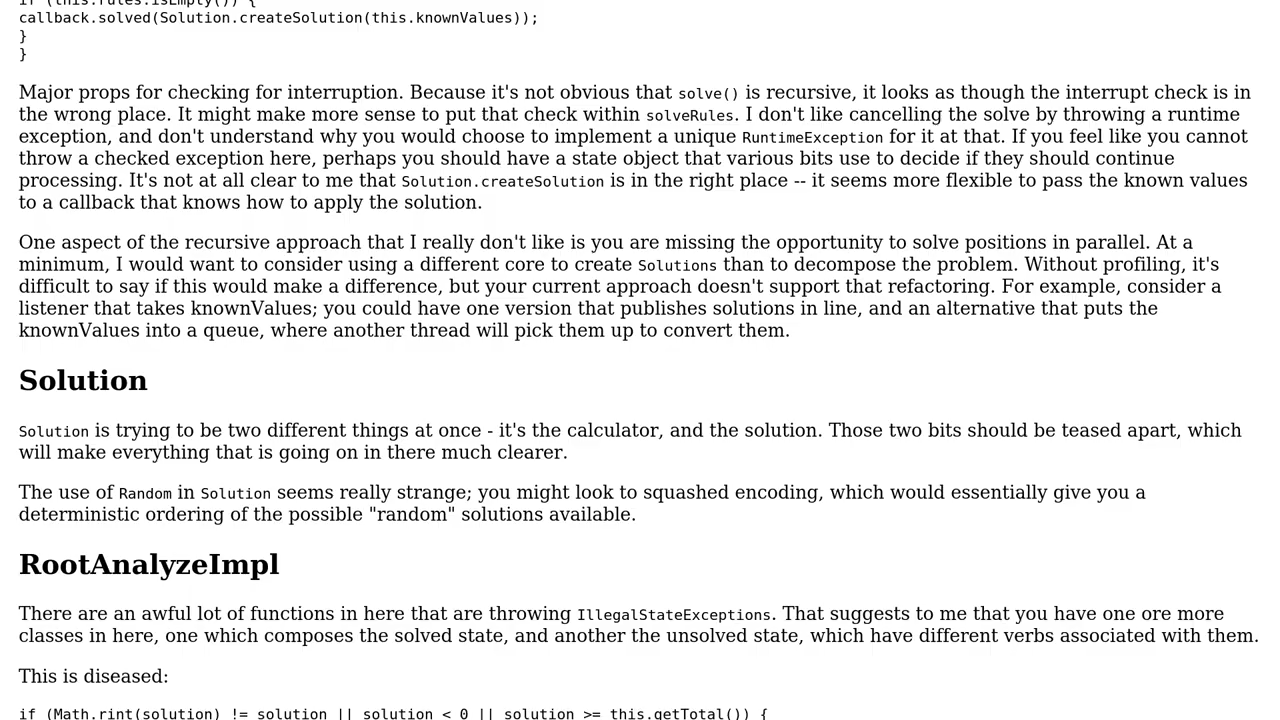 if (this.rules.isEmpty()) {
callback.solved(Solution.createSolution(this.knownValues));
}
}
Major props for checking for interruption. Because it's not obvious that solve() is recursive, it looks as though the interrupt check is in
the wrong place. It might make more sense to put that check within solveRules. I don't like cancelling the solve by throwing a runtime
exception, and don't understand why you would choose to implement a unique RuntimeException for it at that. If you feel like you cannot
throw a checked exception here, perhaps you should have a state object that various bits use to decide if they should continue
processing. It's not at all clear to me that Solution.createSolution is in the right place -- it seems more flexible to pass the known values
to a callback that knows how to apply the solution.
One aspect of the recursive approach that I really don't like is you are missing the opportunity to solve positions in parallel. At a
minimum, I would want to consider using a different core to create Solutions than to decompose the problem. Without profiling, it's
difficult to say if this would make a difference, but your current approach doesn't support that refactoring. For example, consider a
listener that takes knownValues; you could have one version that publishes solutions in line, and an alternative that puts the
knownValues into a queue, where another thread will pick them up to convert them.
Solution
Solution is trying to be two different things at once - it's the calculator, and the solution. Those two bits should be teased apart, which
will make everything that is going on in there much clearer.
The use of Random in Solution seems really strange; you might look to squashed encoding, which would essentially give you a
deterministic ordering of the possible "random" solutions available.
RootAnalyzeImpl
There are an awful lot of functions in here that are throwing IllegalStateExceptions. That suggests to me that you have one ore more
classes in here, one which composes the solved state, and another the unsolved state, which have different verbs associated with them.
This is diseased:
if (Math.rint(solution) != solution || solution < 0 || solution >= this.getTotal()) {